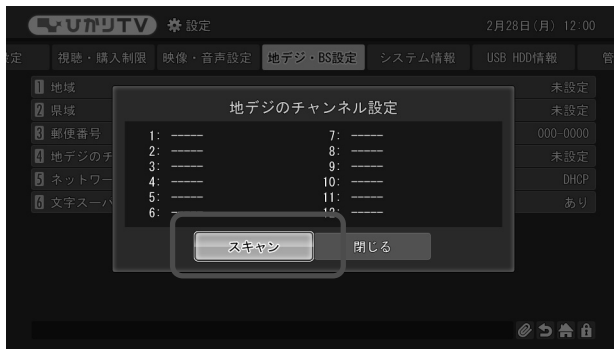 ひかりTV 設定 2月28日(月) 12:00
設定 視聴・購入制限 映像・音声設定 地デジ・BS設定 システム情報 USB HDD情報 管
1 地域 未設定
2 県域 未設定
3 郵便番号 000-0000
4 地デジのチ 未設定
5 ネットワー DHCP
6 文字スーパ あり
地デジのチャンネル設定
1: ----- 7: -----
2: ----- 8: -----
3: ----- 9: -----
4: ----- 10: -----
5: ----- 11: -----
6: ----- 12: -----
スキャン 閉じる